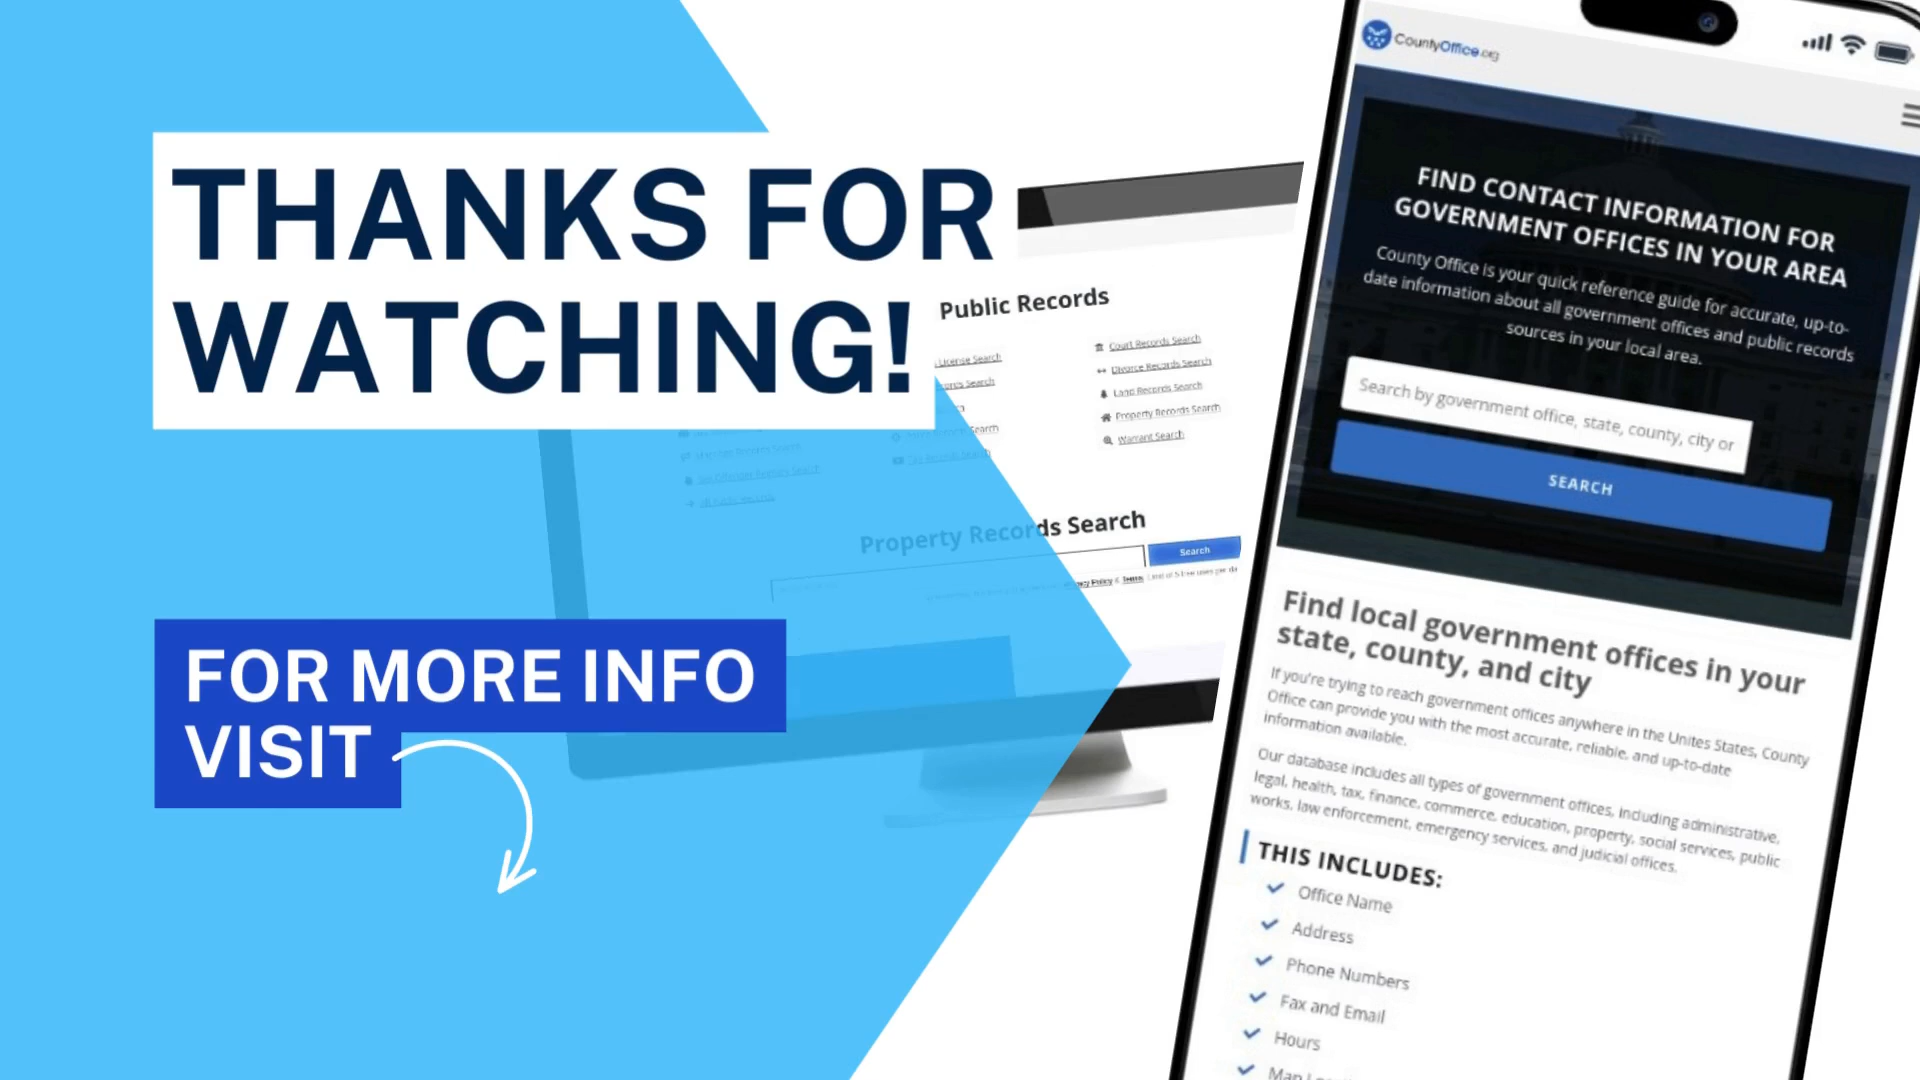 THANKS FOR
WATCHING!
FOR MORE INFO
VISIT
Public Records
License Search
Search
Search
Court Records Search
Divorce Records Search
Land Records Search
Property Records Search
Warrant Search
Property Records Search
Search
Policy & Terms
CountyOffice.org
FIND CONTACT INFORMATION FOR
GOVERNMENT OFFICES IN YOUR AREA
County Office is your quick reference guide for accurate, up-to-
date information about all government offices and public records
sources in your local area.
Search by government office, state, county, city or
SEARCH
Find local government offices in your
state, county, and city
If you're trying to reach government offices anywhere in the Unites States, County
Office can provide you with the most accurate, reliable, and up-to-date
information available.
Our database includes all types of government offices, including administrative,
legal, health, tax, finance, commerce, education, property, social services, public
works, law enforcement, emergency services, and judicial offices.
THIS INCLUDES:
Office Name
Address
Phone Numbers
Fax and Email
Hours